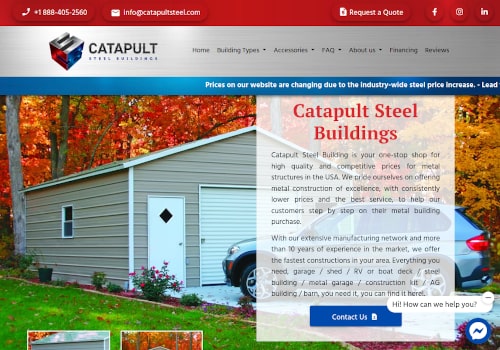 +1 888-405-2560
info@catapultsteel.com
Request a Quote
CATAPULT
STEEL BUILDINGS
Home Building Types Accessories FAQ About us Financing Reviews
Prices on our website are changing due to the industry-wide steel price increase. - Lead
Catapult Steel
Buildings
Catapult Steel Building is your one-stop shop for
high quality and competitive prices for metal
structures in the USA. We pride ourselves on offering
metal construction of excellence, with consistently
lower prices and the best service, to help our
customers step by step on their metal building
purchase.
With our extensive manufacturing network and more
than 10 years of experience in the market, we offer
the fastest constructions in your area. Everything you
need, garage / shed / RV or boat deck / steel
building / metal garage / construction kit / AG
building / barn, you need it, you can find it here!
Hi! How can we help you?
Contact Us